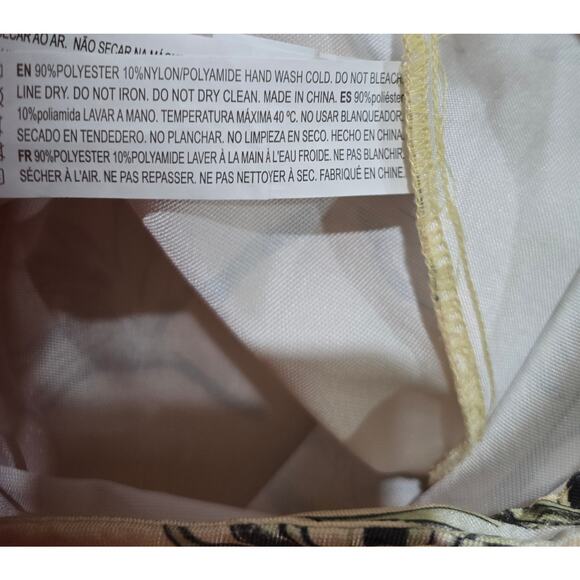 SECAR AO AR. NÃO SECAR NA
EN 90%POLYESTER 10%NYLON/POLYAMIDE HAND WASH COLD. DO NOT BLEACH.
LINE DRY. DO NOT IRON. DO NOT DRY CLEAN. MADE IN CHINA. ES 90%poliéster
10%poliamida LAVAR A MANO. TEMPERATURA MÁXIMA 40 ºC. NO USAR BLANQUEADOR.
SECADO EN TENDEDERO. NO PLANCHAR. NO LIMPIEZA EN SECO. HECHO EN CHINA.
FR 90%POLYESTER 10%POLYAMIDE LAVER À LA MAIN À L'EAU FROIDE. NE PAS BLANCHIR.
SÉCHER À L'AIR. NE PAS REPASSER. NE PAS NETTOYER À SEC. FABRIQUÉ EN CHINE.